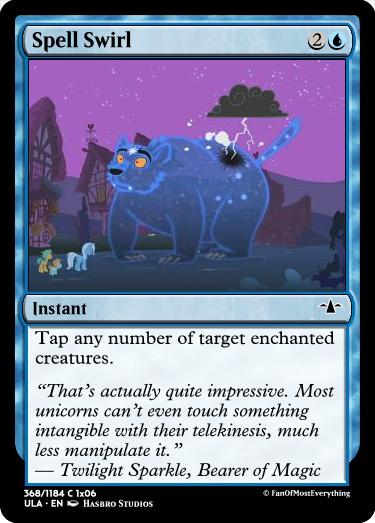 Spell Swirl 2
Instant
Tap any number of target enchanted
creatures.
“That’s actually quite impressive. Most
unicorns can’t even touch something
intangible with their telekinesis, much
less manipulate it.”
— Twilight Sparkle, Bearer of Magic
368/1184 C 1x06
ULA • EN Hasbro Studios
© FanOfMostEverything